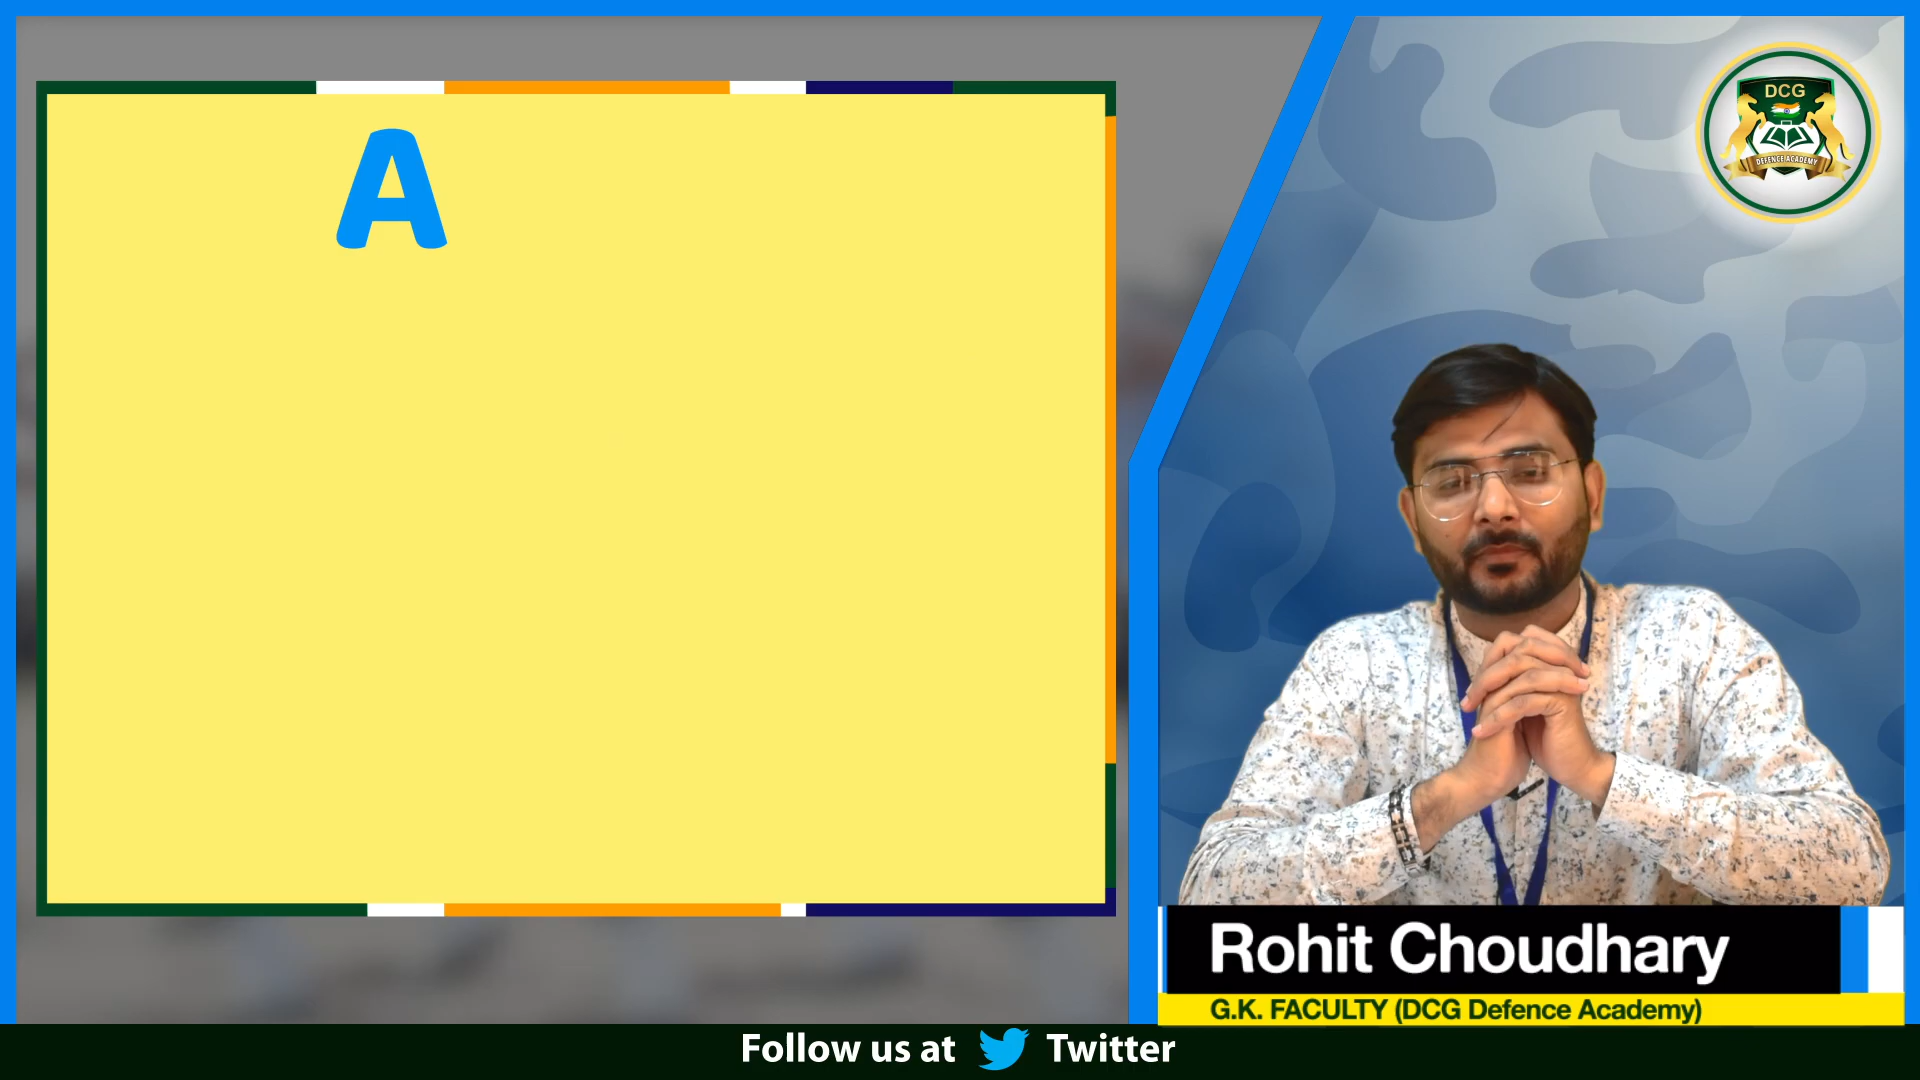 A
DCG
DEFENCE ACADEMY
Rohit Choudhary
G.K. FACULTY (DCG Defence Academy)
Follow us at Twitter